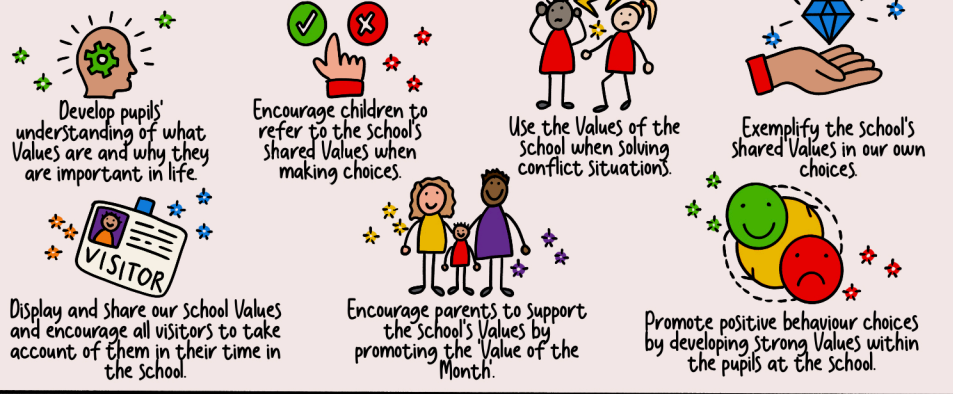 Develop pupils'
understanding of what
Values are and why they
are important in life.
Encourage children to
refer to the school's
shared Values when
making choices.
Use the Values of the
School when solving
conflict situations.
Exemplify the school's
shared Values in our own
choices.
VISITOR
Display and share our school Values
and encourage all visitors to take
account of them in their time in
the school.
Encourage parents to support
the school's Values by
promoting the 'Value of the
Month'.
Promote positive behaviour choices
by developing strong Values within
the pupils at the School.